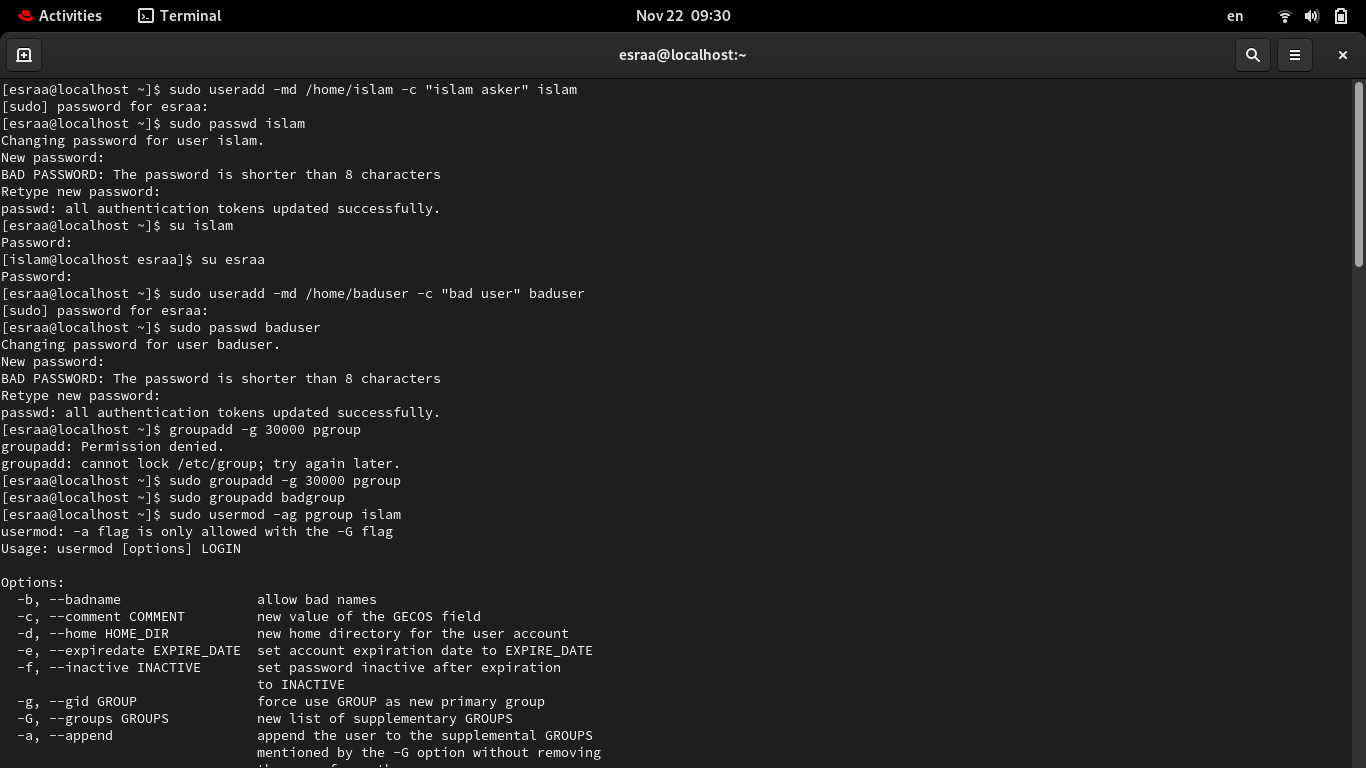 Activities
Terminal
Nov 22 09:30
en
esraa@localhost:~
[esraa@localhost ~]$ sudo useradd -md /home/islam -c "islam asker" islam
[sudo] password for esraa:
[esraa@localhost ~]$ sudo passwd islam
Changing password for user islam.
New password:
BAD PASSWORD: The password is shorter than 8 characters
Retype new password:
passwd: all authentication tokens updated successfully.
[esraa@localhost ~]$ su islam
Password:
[islam@localhost esraa]$ su esraa
Password:
[esraa@localhost ~]$ sudo useradd -md /home/baduser -c "bad user" baduser
[sudo] password for esraa:
[esraa@localhost ~]$ sudo passwd baduser
Changing password for user baduser.
New password:
BAD PASSWORD: The password is shorter than 8 characters
Retype new password:
passwd: all authentication tokens updated successfully.
[esraa@localhost ~]$ groupadd -g 30000 pgroup
groupadd: Permission denied.
groupadd: cannot lock /etc/group; try again later.
[esraa@localhost ~]$ sudo groupadd -g 30000 pgroup
[esraa@localhost ~]$ sudo groupadd badgroup
[esraa@localhost ~]$ sudo usermod -ag pgroup islam
usermod: -a flag is only allowed with the -G flag
Usage: usermod [options] LOGIN
Options:
-b, --badname allow bad names
-c, --comment COMMENT new value of the GECOS field
-d, --home HOME_DIR new home directory for the user account
-e, --expiredate EXPIRE_DATE set account expiration date to EXPIRE_DATE
-f, --inactive INACTIVE set password inactive after expiration
to INACTIVE
-g, --gid GROUP force use GROUP as new primary group
-G, --groups GROUPS new list of supplementary GROUPS
-a, --append append the user to the supplemental GROUPS
mentioned by the -G option without removing